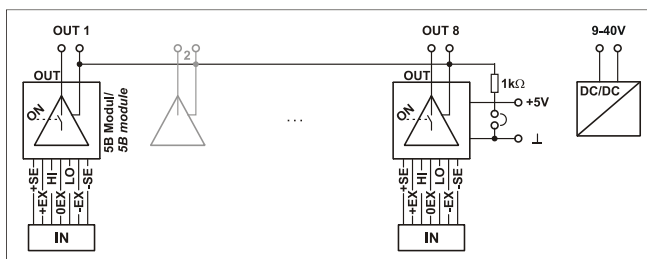 OUT 1
2
OUT 8
9-40V
OUT
OUT
1kΩ
DC/DC
+5V
ON
ON
5B Modul/
5B module
...
⊥
+SE
+EX
HI
0EX
LO
-EX
-SE
+SE
+EX
HI
0EX
LO
-EX
-SE
IN
IN